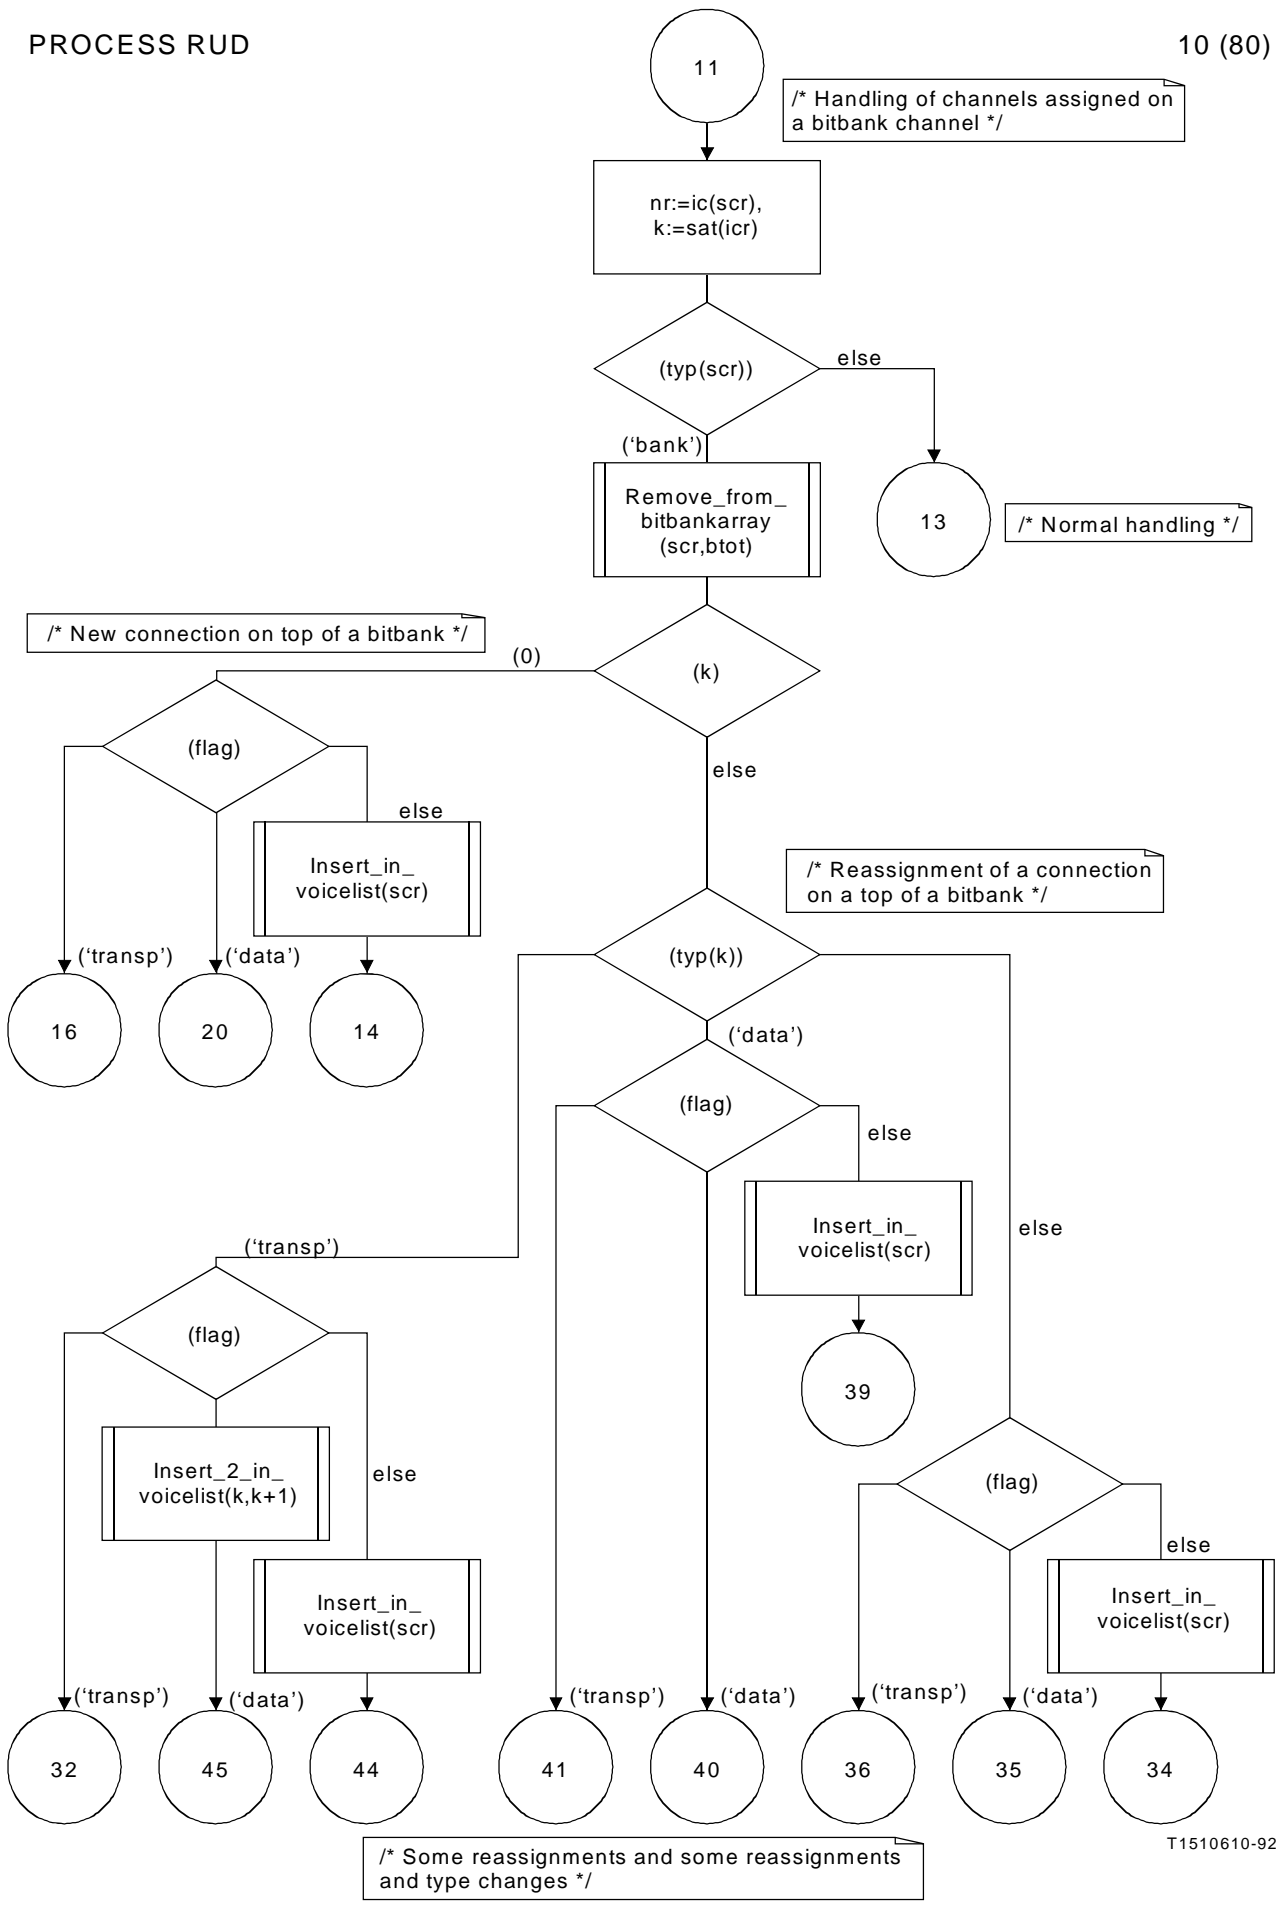 PROCESS RUD
10 (80)
11
/* Handling of channels assigned on
a bitbank channel */
nr:=ic(scr),
k:=sat(icr)
(typ(scr))
else
(‘bank’)
Remove_from_
bitbankarray
(scr,btot)
13
/* Normal handling */
/* New connection on top of a bitbank */
(0)
(k)
(flag)
else
else
Insert_in_
voicelist(scr)
/* Reassignment of a connection
on a top of a bitbank */
(‘transp’)
(‘data’)
(typ(k))
16
20
14
(‘data’)
(flag)
else
Insert_in_
voicelist(scr)
else
(‘transp’)
(flag)
39
Insert_2_in_
voicelist(k,k+1)
else
(flag)
else
Insert_in_
voicelist(scr)
Insert_in_
voicelist(scr)
(‘transp’)
(‘data’)
(‘transp’)
(‘data’)
(‘transp’)
(‘data’)
32
45
44
41
40
36
35
34
T1510610-92
/* Some reassignments and some reassignments
and type changes */